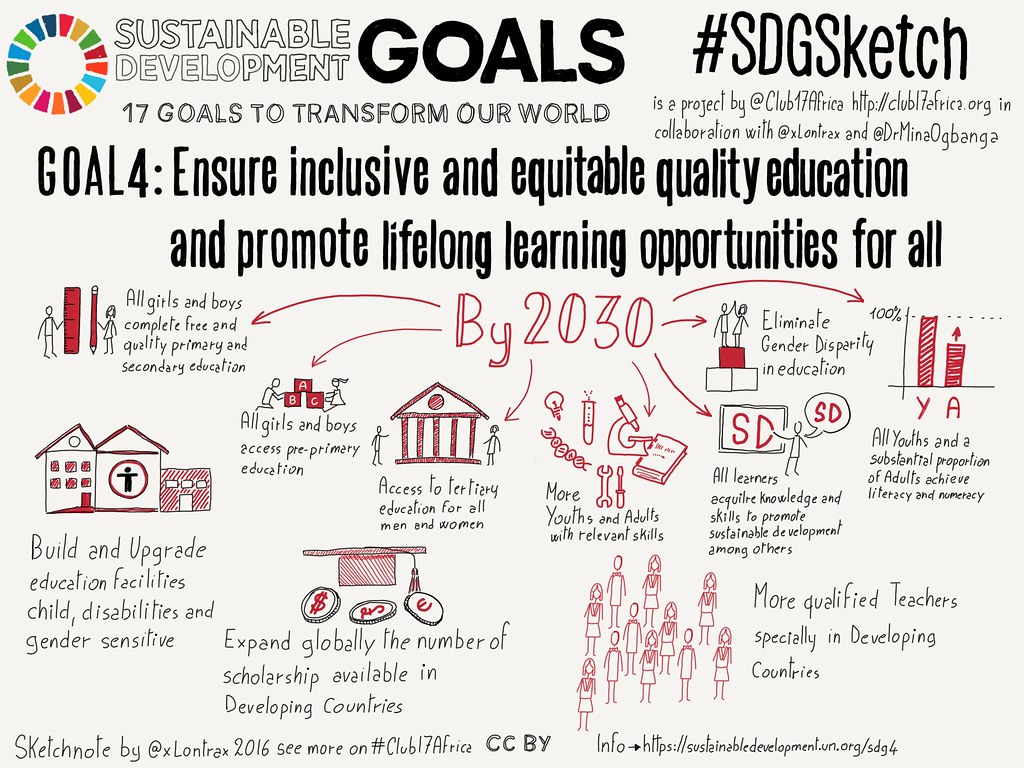 SUSTAINABLE
DEVELOPMENT
GOALS
17 GOALS TO TRANSFORM OUR WORLD
#SDGSketch
is a project by @Club17Africa http://club17africa.org in
collaboration with @xLontrax and @DrMinaOgbanga
GOAL4: Ensure inclusive and equitable quality education
and promote lifelong learning opportunities for all
By 2030
All girls and boys
complete free and
quality primary and
secondary education
A
B C
All girls and boys
access pre-primary
education
Access to tertiary
education for all
men and women
More
Youths and Adults
with relevant skills
SD
SD
All learners
acquilre knowledge and
skills to promote
sustainable development
among others
Eliminate
Gender Disparity
in education
100%
Y A
All Youths and a
substantial proportion
of Adults achieve
literacy and numeracy
Build and Upgrade
education facilities
child, disabilities and
gender sensitive
$
€
Expand globally the number of
scholarship available in
Developing Countries
More qualified Teachers
specially in Developing
Countries
Sketchnote by @xLontrax 2016 see more on #Club17Africa CC BY
Info → https://sustainabledevelopment.un.org/sdg4